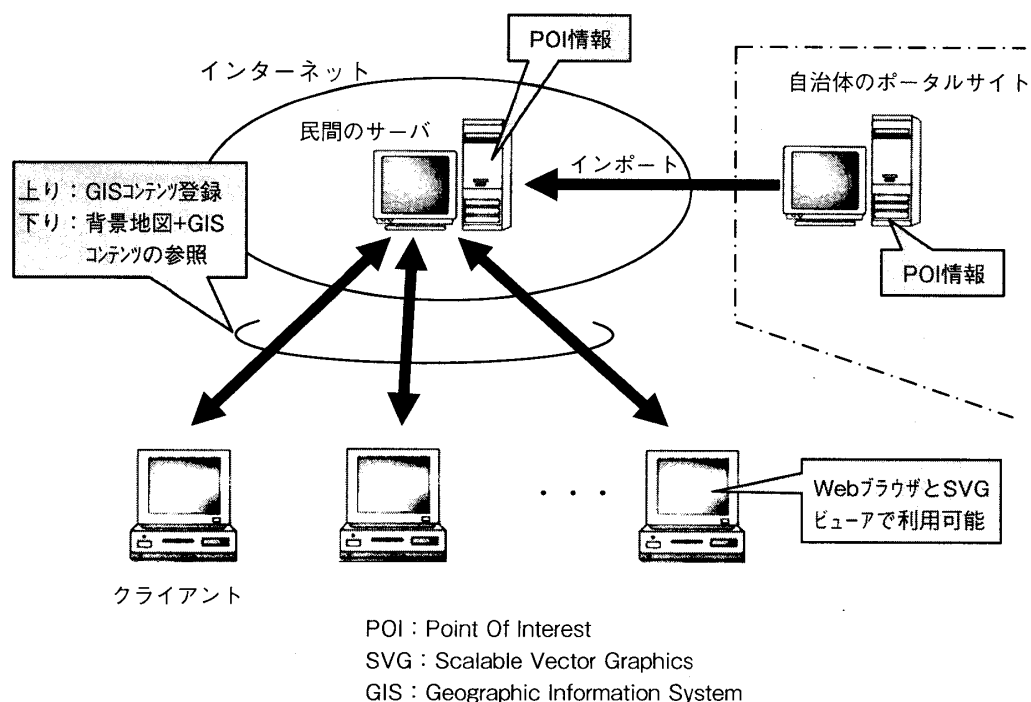 POI情報
インターネット
自治体のポータルサイト
民間のサーバ
インポート
上り：GISコンテンツ登録
下り：背景地図+GIS
コンテンツの参照
POI情報
WebブラウザとSVG
ビューアで利用可能
・・・
クライアント
POI：Point Of Interest
SVG：Scalable Vector Graphics
GIS：Geographic Information System